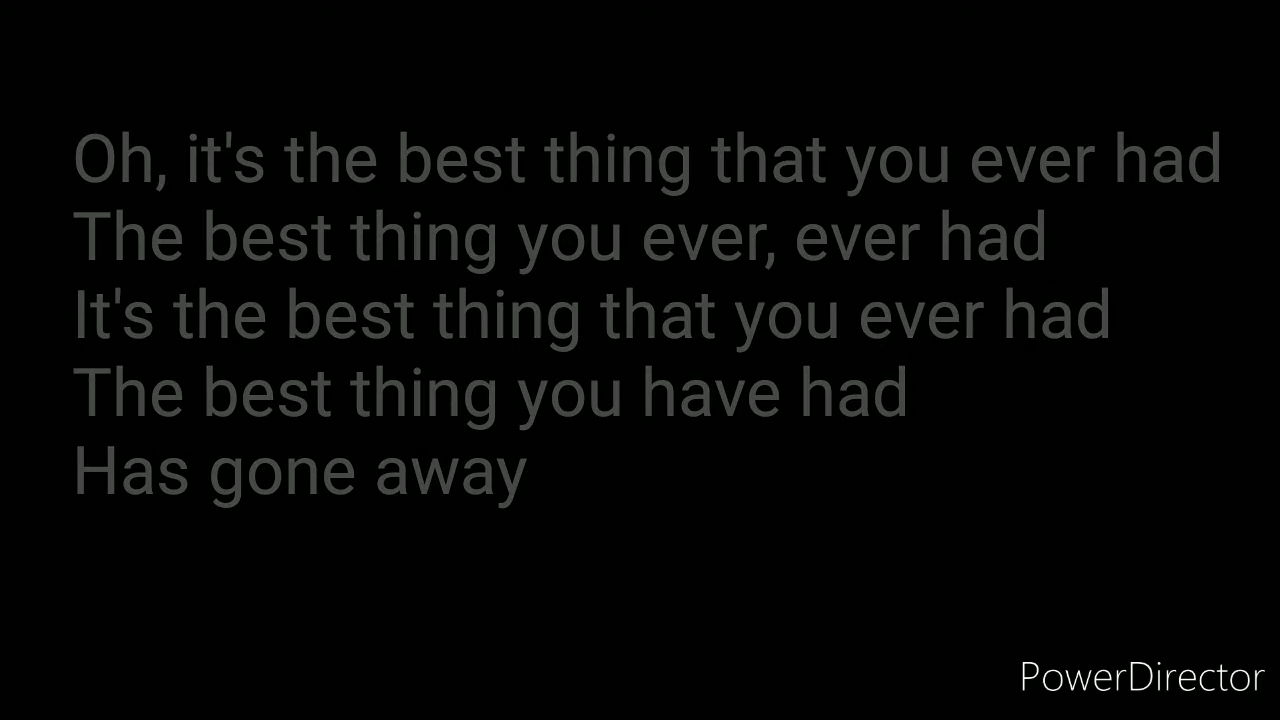 Oh, it's the best thing that you ever had
The best thing you ever, ever had
It's the best thing that you ever had
The best thing you have had
Has gone away
PowerDirector